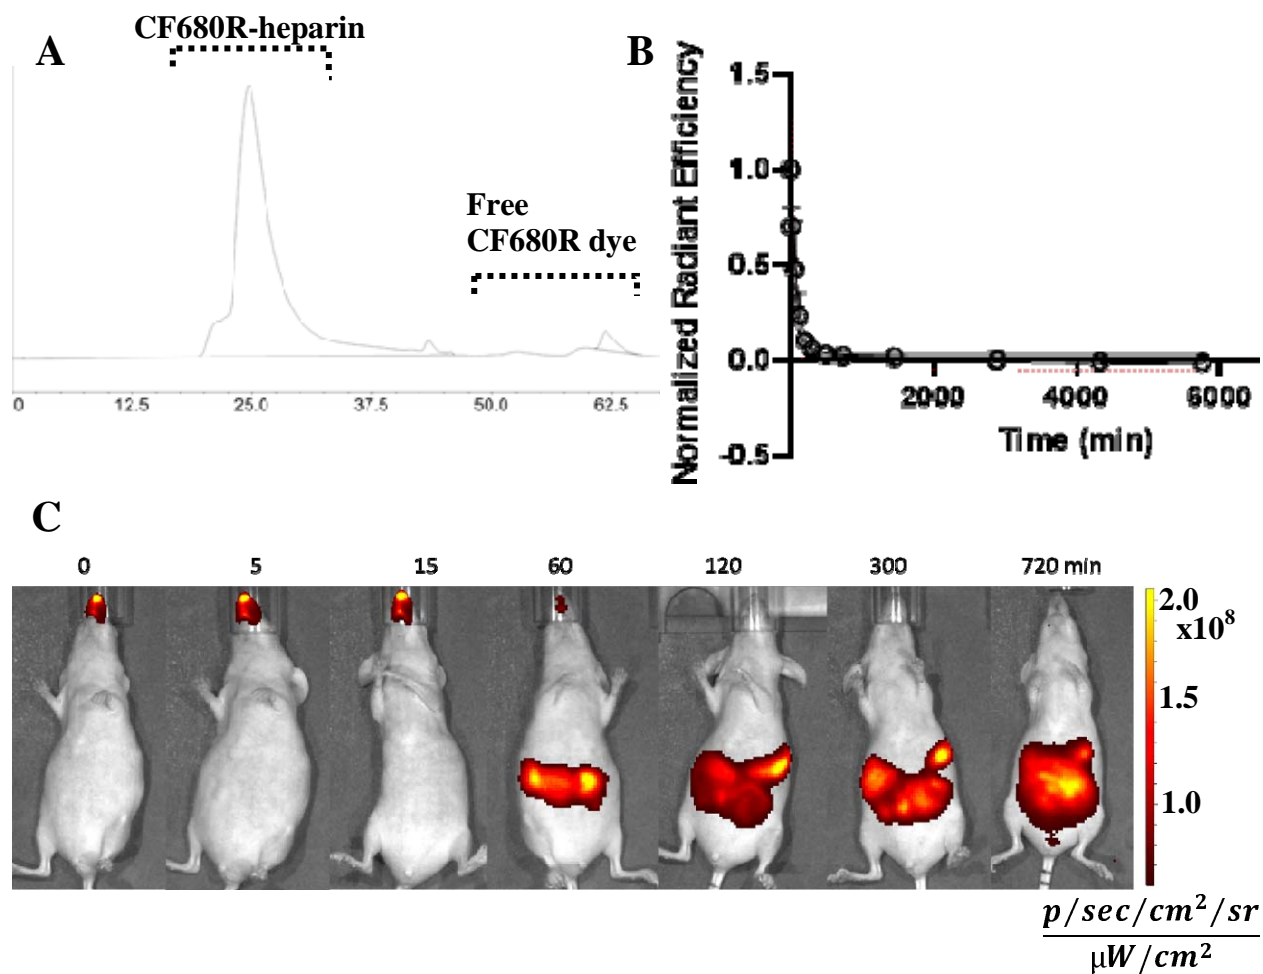 A
CF680R-heparin
Free
CF680R dye
0 12.5 25.0 37.5 50.0 62.5
B
Normalized Radiant Efficiency
1.5
1.0
0.5
0.0
-0.5
2000 4000 6000
Time (min)
C
0 5 15 60 120 300 720 min
2.0
x10⁸
1.5
1.0
p/sec/cm²/sr
μW/cm²